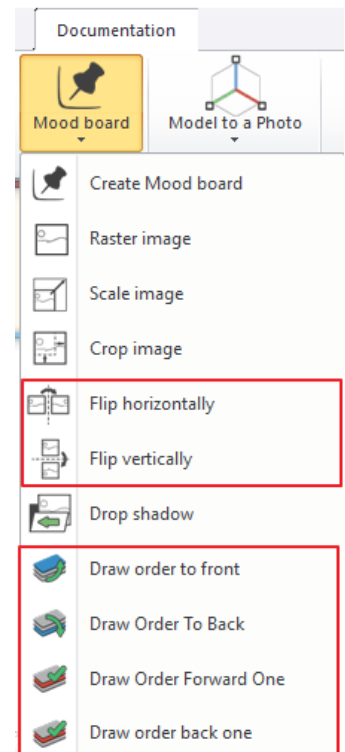 Documentation
Mood board
Model to a Photo
Create Mood board
Raster image
Scale image
Crop image
Flip horizontally
Flip vertically
Drop shadow
Draw order to front
Draw Order To Back
Draw Order Forward One
Draw order back one